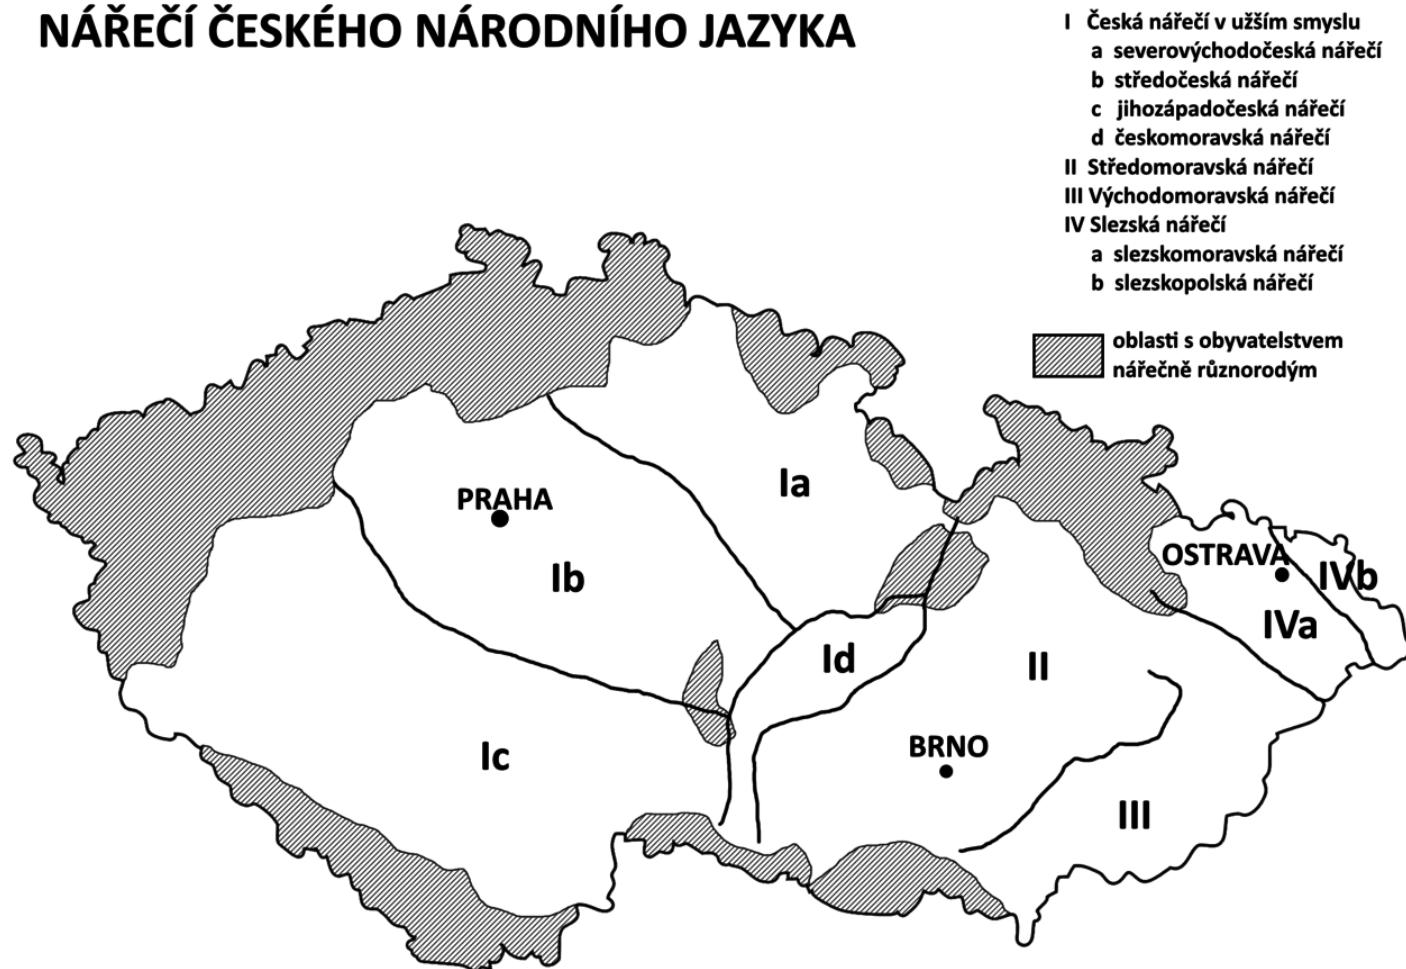 NÁŘEČÍ ČESKÉHO NÁRODNÍHO JAZYKA
I Česká nářečí v užším smyslu
a severovýchodočeská nářečí
b středočeská nářečí
c jihozápadočeská nářečí
d českomoravská nářečí
II Středomoravská nářečí
III Východomoravská nářečí
IV Slezská nářečí
a slezskomoravská nářečí
b slezskopolská nářečí
oblasti s obyvatelstvem
nářečně různorodým
Ia
PRAHA
Ib
OSTRAVA
IVb
IVa
Id
II
BRNO
Ic
III